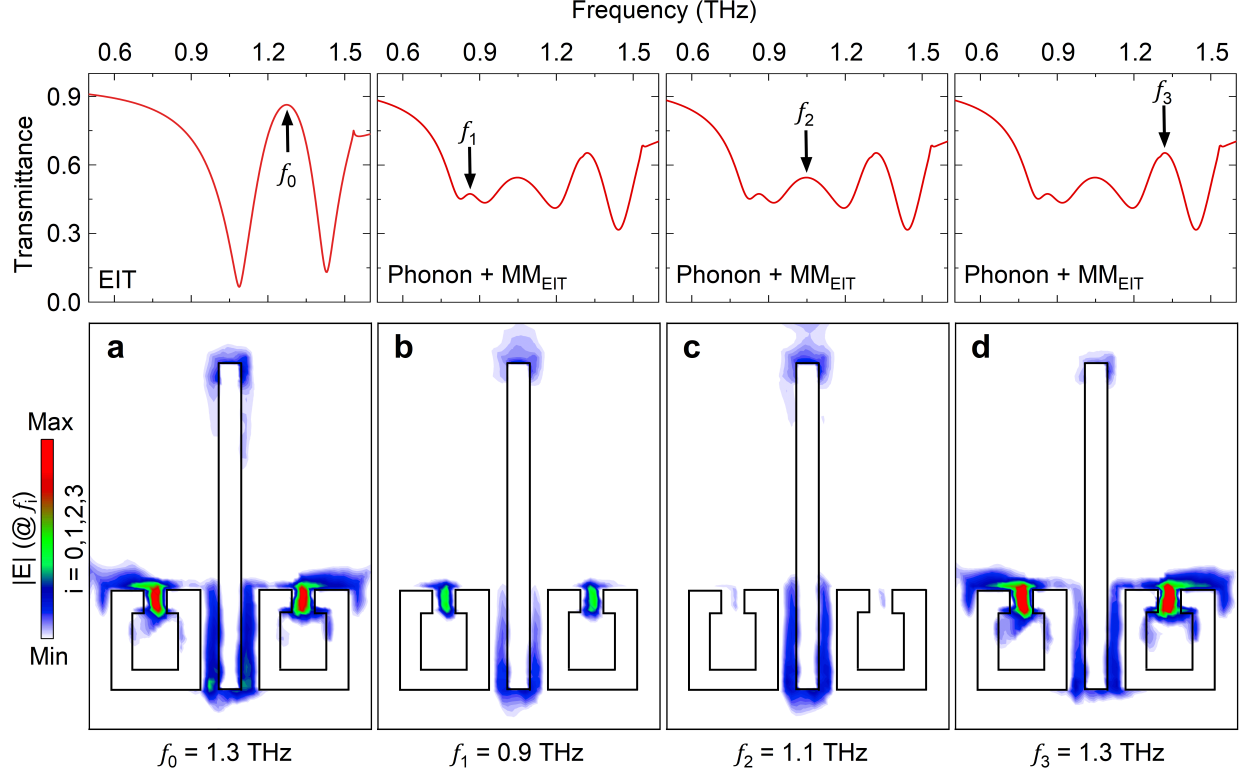 Frequency (THz)
0.6 0.9 1.2 1.5 0.6 0.9 1.2 1.5 0.6 0.9 1.2 1.5 0.6 0.9 1.2 1.5
Transmittance
0.9
0.6
0.3
0.0
f0
EIT
f1
Phonon + MMEIT
f2
Phonon + MMEIT
f3
Phonon + MMEIT
a b c d
|E| (@fi)
i = 0,1,2,3
Max
Min
f0 = 1.3 THz f1 = 0.9 THz f2 = 1.1 THz f3 = 1.3 THz